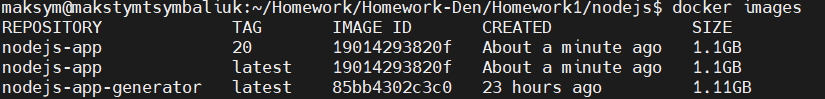 maksym@makstymtsymbaliuk:~/Homework/Homework-Den/Homework1/nodejs$ docker images
REPOSITORY TAG IMAGE ID CREATED SIZE
nodejs-app 20 19014293820f About a minute ago 1.1GB
nodejs-app latest 19014293820f About a minute ago 1.1GB
nodejs-app-generator latest 85bb4302c3c0 23 hours ago 1.11GB